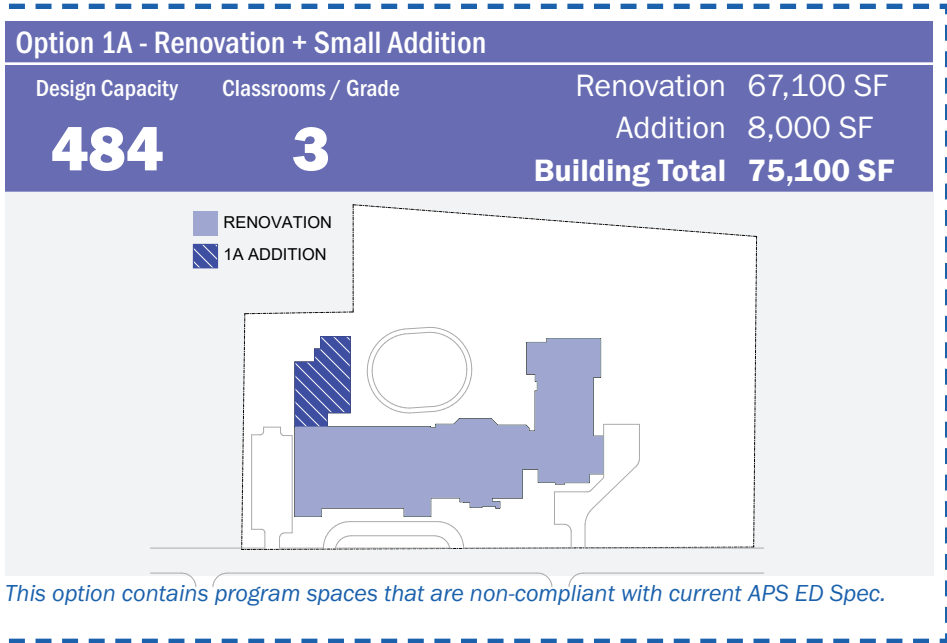 Option 1A - Renovation + Small Addition
Design Capacity
484
Classrooms / Grade
3
Renovation 67,100 SF
Addition 8,000 SF
Building Total 75,100 SF
RENOVATION
1A ADDITION
This option contains program spaces that are non-compliant with current APS ED Spec.